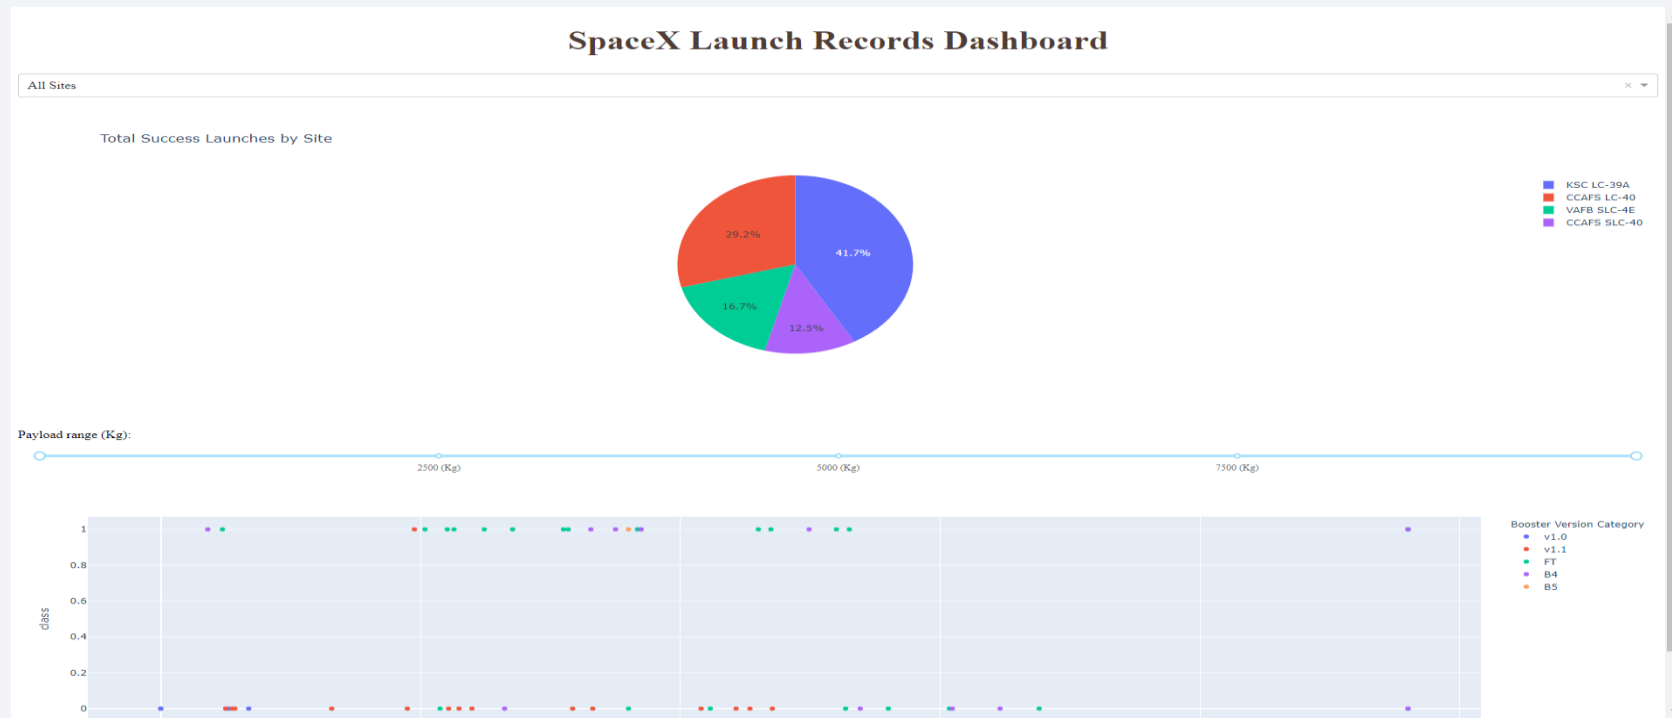 SpaceX Launch Records Dashboard
All Sites
× 
Total Success Launches by Site
KSC LC-39A
CCAFS LC-40
VAFB SLC-4E
CCAFS SLC-40
29.2%
41.7%
16.7%
12.5%
Payload range (Kg):
2500 (Kg) 5000 (Kg) 7500 (Kg)
Booster Version Category
v1.0
v1.1
FT
B4
B5
class
1
0.8
0.6
0.4
0.2
0